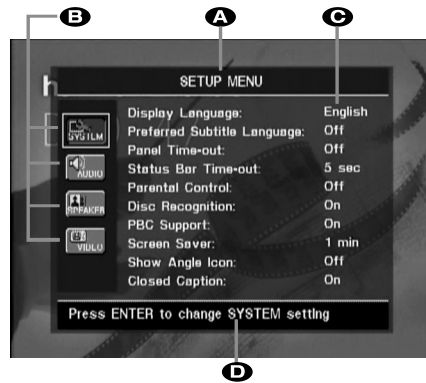 B A C
h
SETUP MENU
Display Language: English
Preferred Subtitle Language: Off
Panel Time-out: Off
Status Bar Time-out: 5 sec
Parental Control: Off
Disc Recognition: On
PBC Support: On
Screen Saver: 1 min
Show Angle Icon: Off
Closed Caption: On
SYSTEM
AUDIO
SPEAKER
VIDEO
Press ENTER to change SYSTEM setting
D